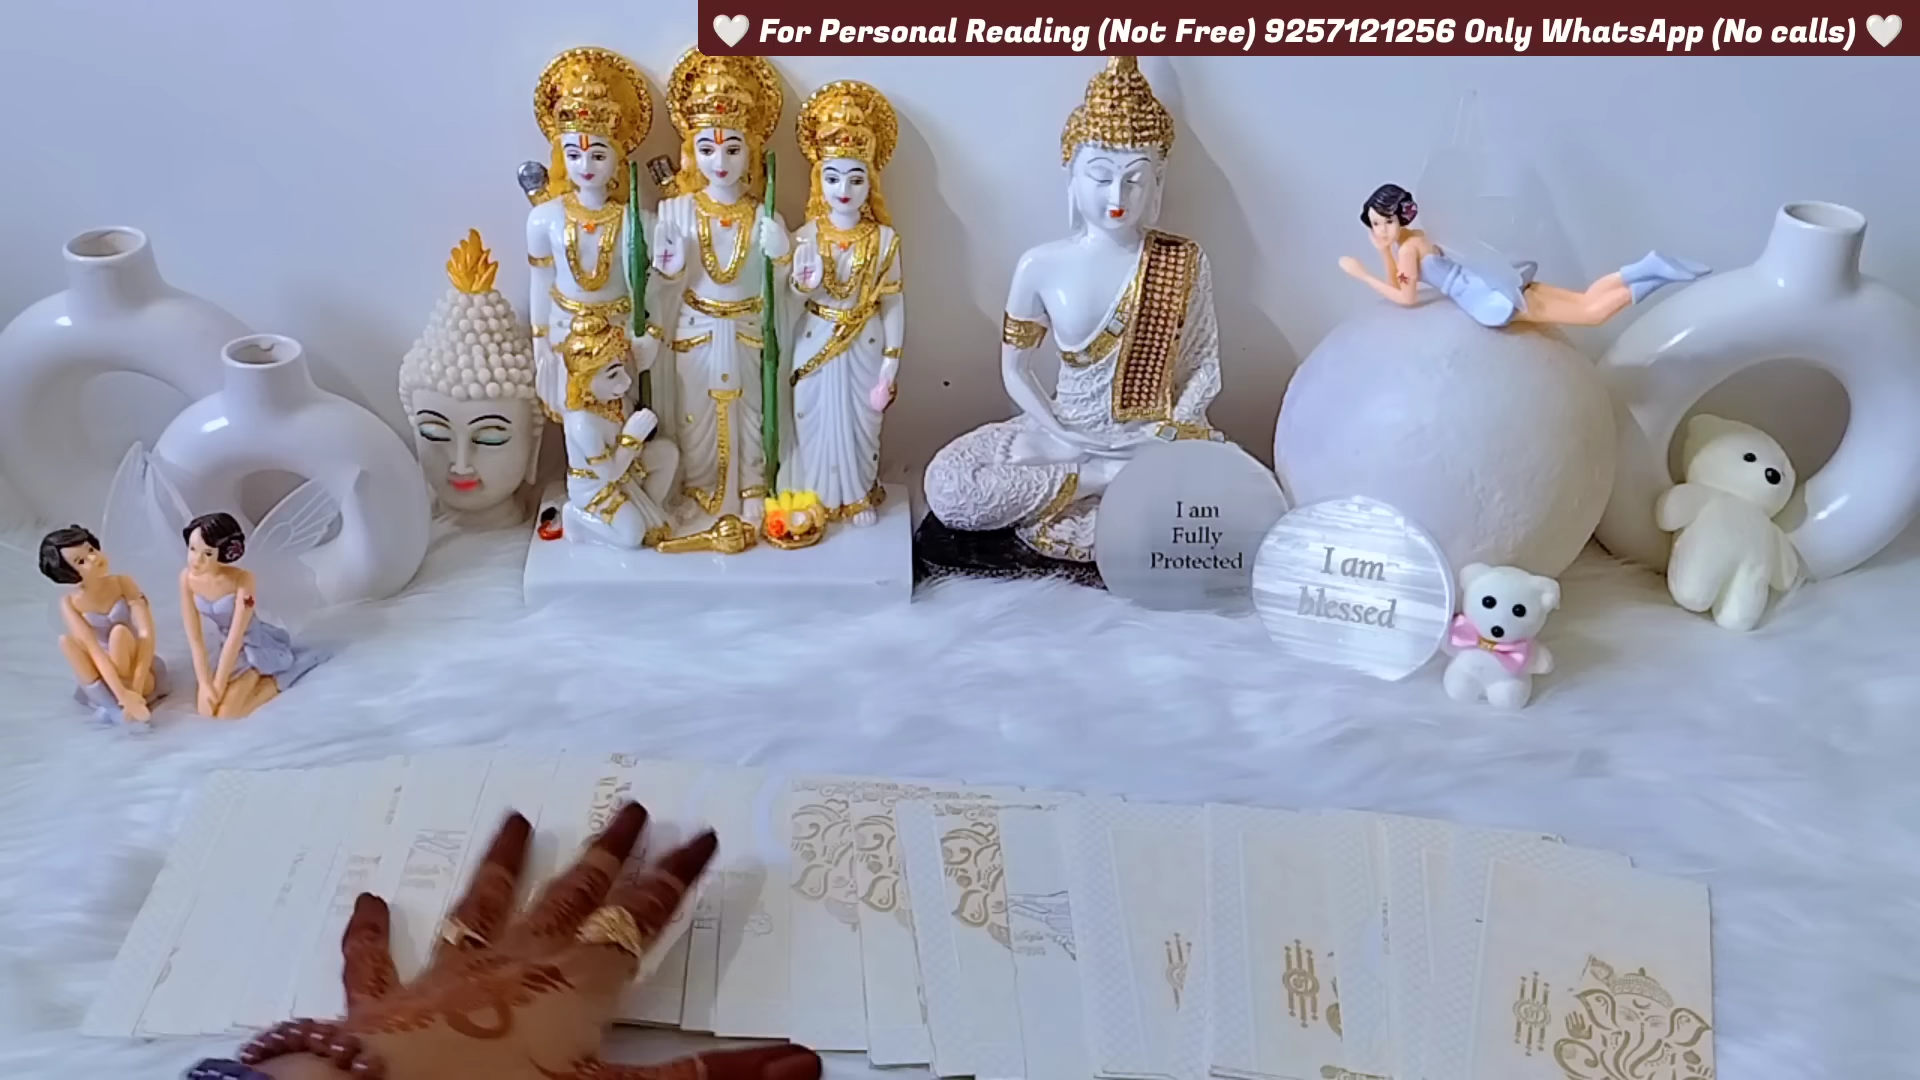 🤍 For Personal Reading (Not Free) 9257121256 Only WhatsApp (No calls) 🤍
I am
Fully
Protected
I am
blessed